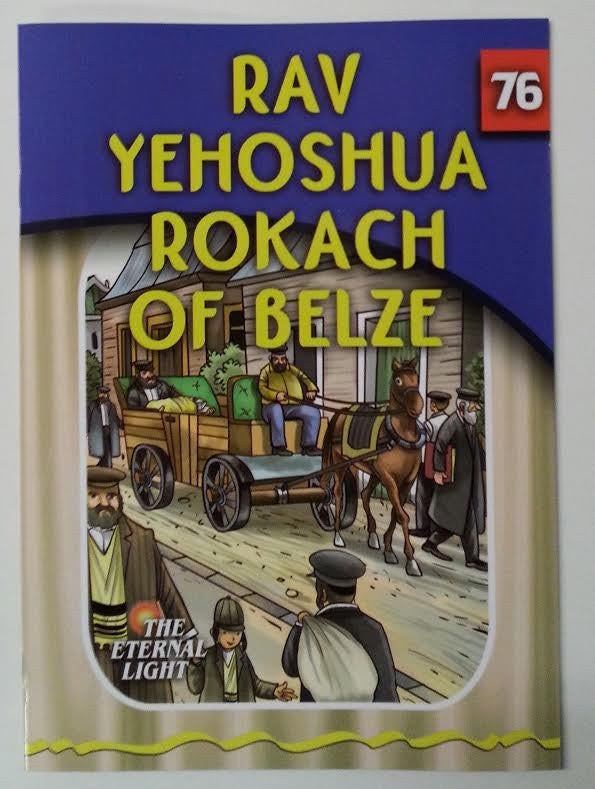 RAV
76
YEHOSHUA
ROKACH
OF BELZE
THE
ETERNAL
LIGHT